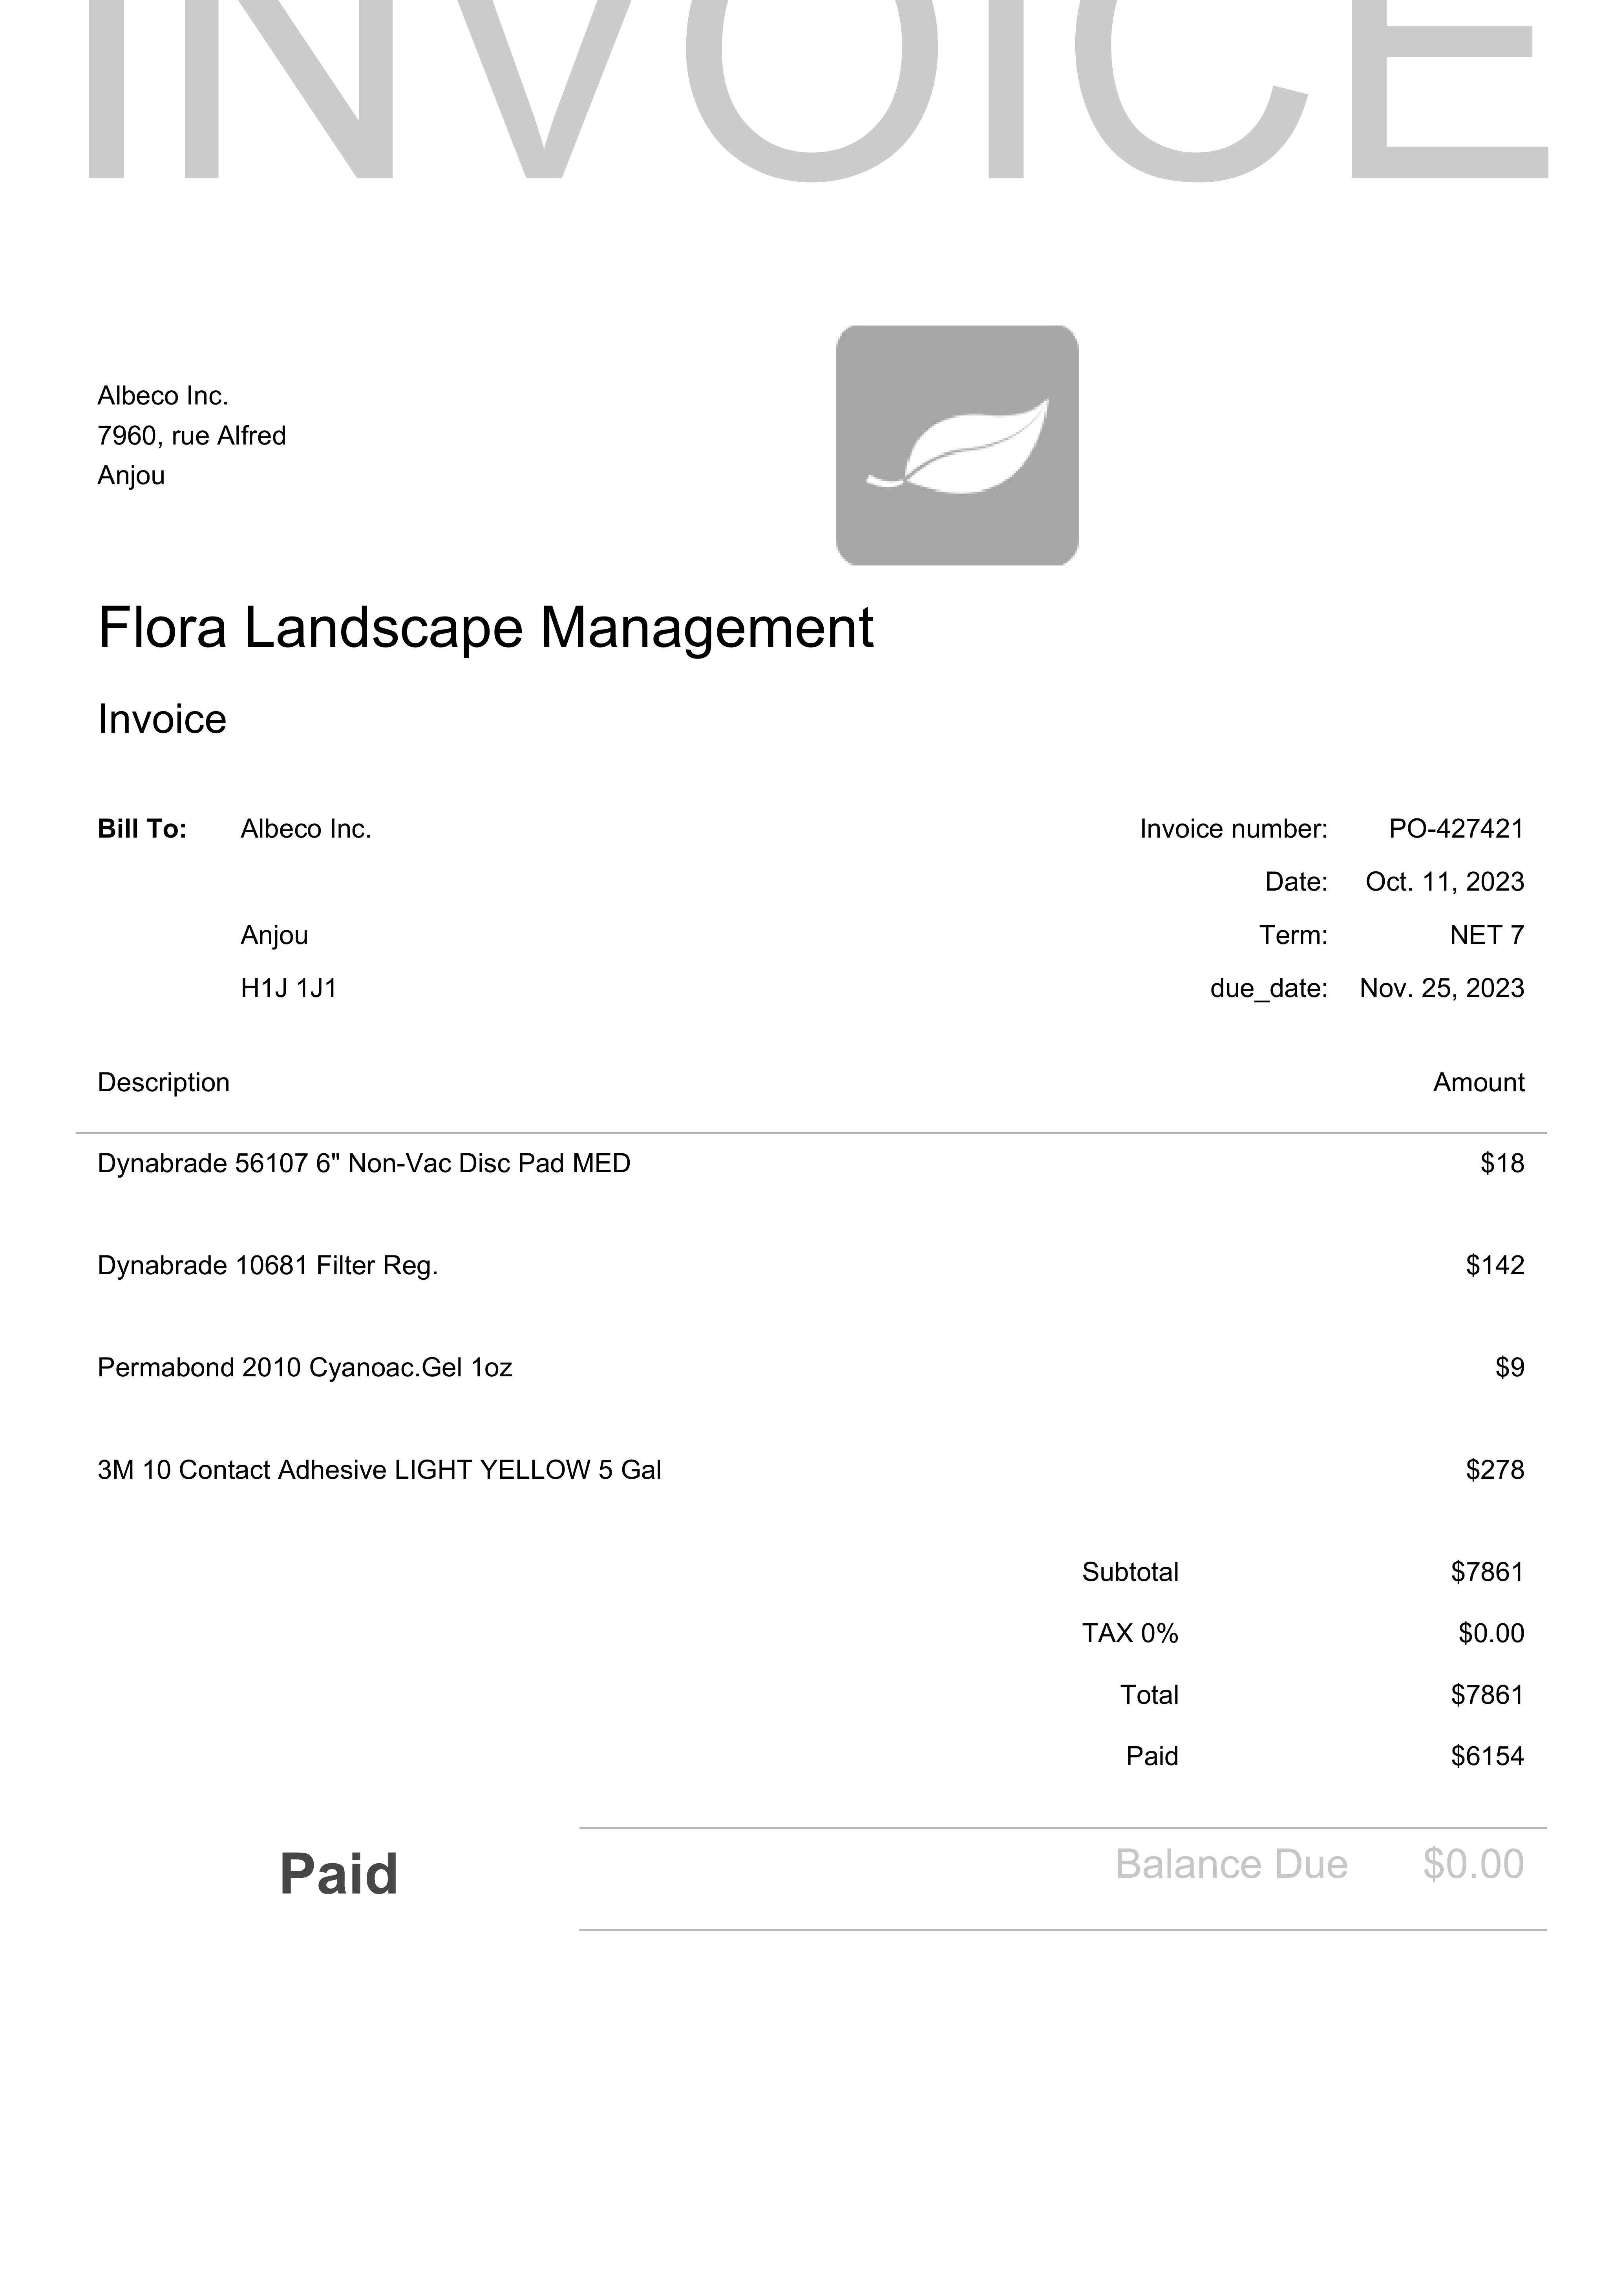 INVOICE
Albeco Inc.
7960, rue Alfred
Anjou
Flora Landscape Management
Invoice
Bill To: Albeco Inc. Invoice number: PO-427421
Date: Oct. 11, 2023
Anjou Term: NET 7
H1J 1J1 due_date: Nov. 25, 2023
Description Amount
Dynabrade 56107 6" Non-Vac Disc Pad MED $18
Dynabrade 10681 Filter Reg. $142
Permabond 2010 Cyanoac.Gel 1oz $9
3M 10 Contact Adhesive LIGHT YELLOW 5 Gal $278
Subtotal $7861
TAX 0% $0.00
Total $7861
Paid $6154
Paid Balance Due $0.00